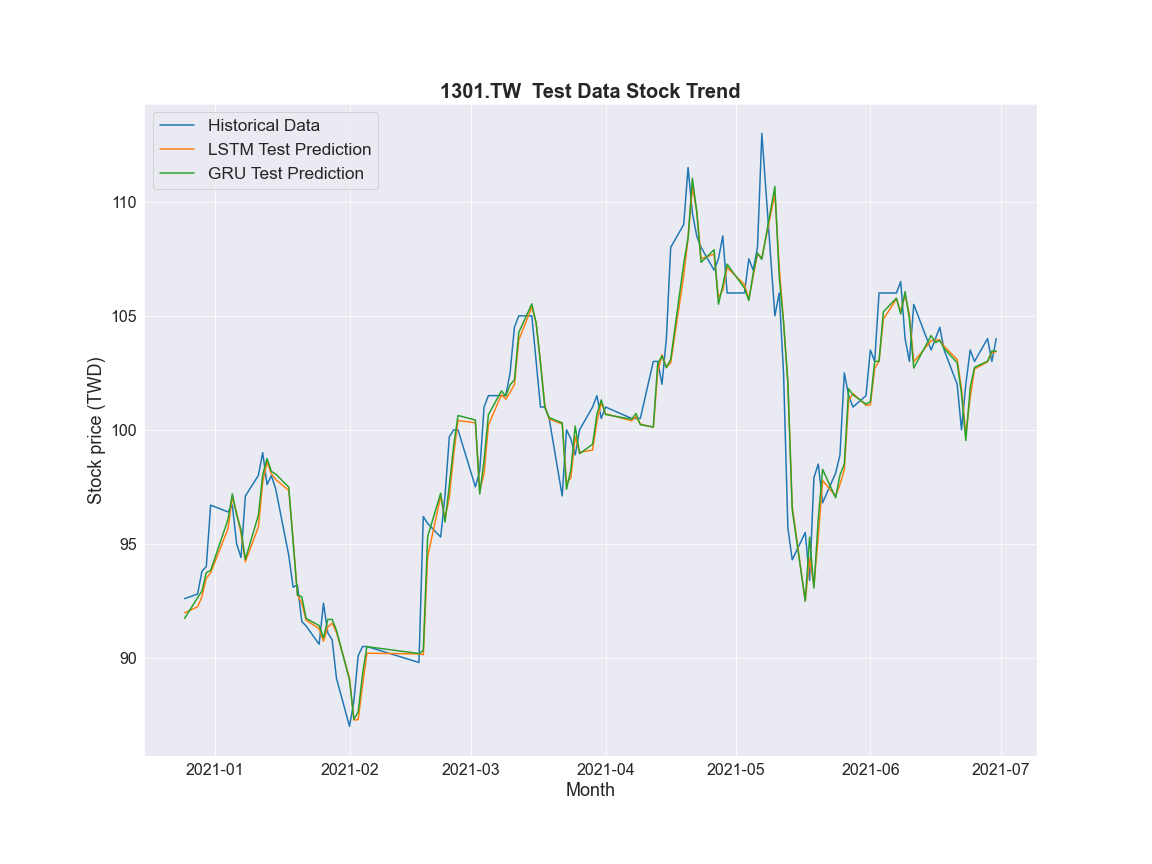 1301.TW  Test Data Stock Trend
Historical Data
LSTM Test Prediction
GRU Test Prediction
110
105
100
95
90
Stock price (TWD)
2021-01 2021-02 2021-03 2021-04 2021-05 2021-06 2021-07
Month